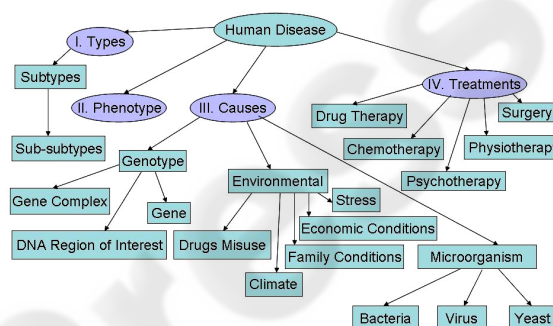 Human Disease
I. Types
Subtypes
Sub-subtypes
II. Phenotype
III. Causes
IV. Treatments
Drug Therapy
Chemotherapy
Psychotherapy
Physiotherap
Surgery
Genotype
Gene Complex
DNA Region of Interest
Gene
Environmental
Drugs Misuse
Climate
Family Conditions
Economic Conditions
Stress
Microorganism
Bacteria
Virus
Yeast